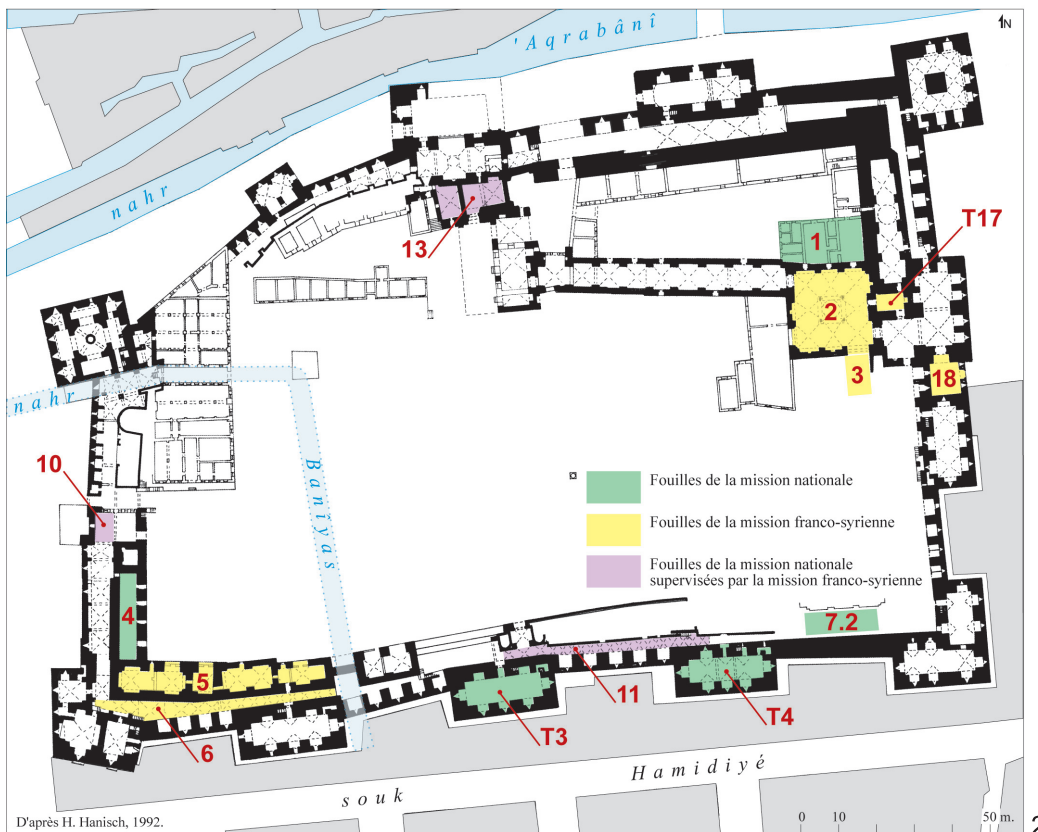 'Aqrabânî
N
nahr
13
1
T17
2
3
18
nahr
Baniyas
10
Fouilles de la mission nationale
Fouilles de la mission franco-syrienne
Fouilles de la mission nationale
supervisées par la mission franco-syrienne
4
7.2
5
11
T4
T3
6
souk Hamidiyé
D'après H. Hanisch, 1992.
0 10 50 m.
2